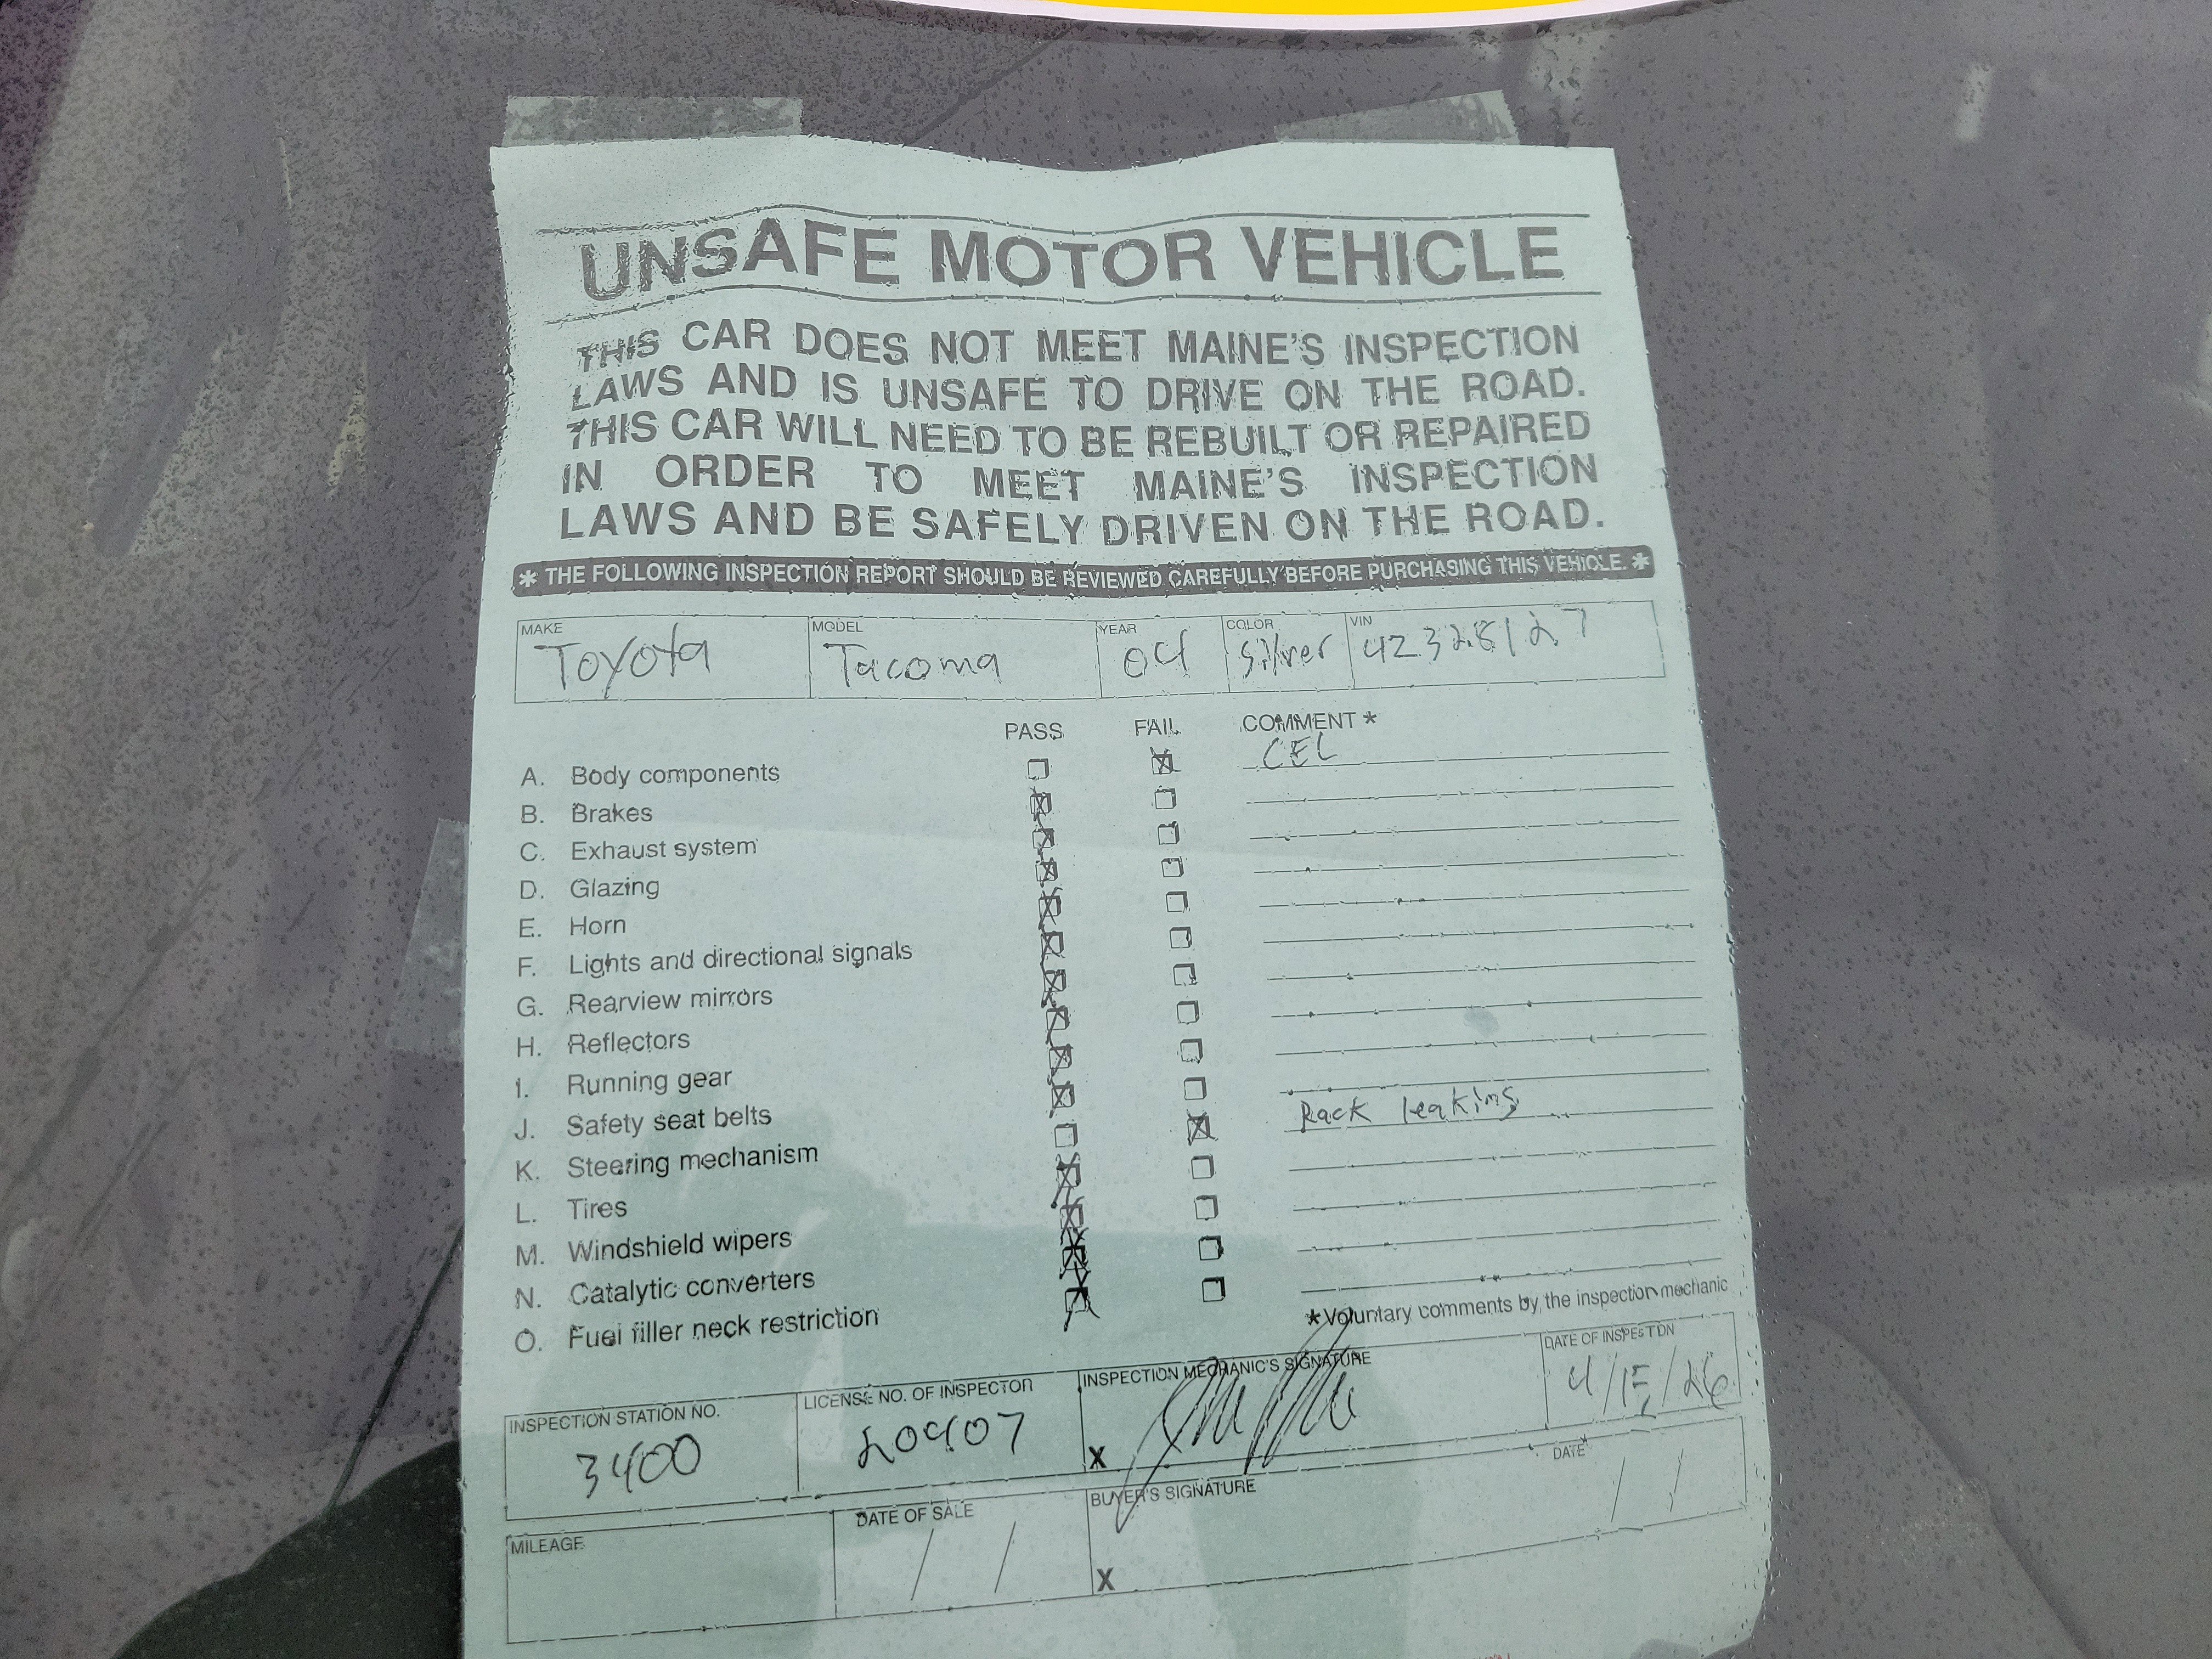 UNSAFE MOTOR VEHICLE
THIS CAR DOES NOT MEET MAINE'S INSPECTION
LAWS AND IS UNSAFE TO DRIVE ON THE ROAD.
THIS CAR WILL NEED TO BE REBUILT OR REPAIRED
IN ORDER TO MEET MAINE'S INSPECTION
LAWS AND BE SAFELY DRIVEN ON THE ROAD.
* THE FOLLOWING INSPECTION REPORT SHOULD BE REVIEWED CAREFULLY BEFORE PURCHASING THIS VEHICLE. *
MAKE MODEL YEAR COLOR VIN
Toyota Tacoma 04 Silver 42328127
PASS FAIL COMMENT *
A. Body components CEL
B. Brakes
C. Exhaust system
D. Glazing
E. Horn
F. Lights and directional signals
G. Rearview mirrors
H. Reflectors
I. Running gear
J. Safety seat belts
K. Steering mechanism Rack leaking
L. Tires
M. Windshield wipers
N. Catalytic converters
O. Fuel filler neck restriction
*Voluntary comments by the inspection mechanic
INSPECTION STATION NO. LICENSE NO. OF INSPECTOR INSPECTION MECHANIC'S SIGNATURE DATE OF INSPECTION
3400 20407 X 4/15/26
MILEAGE DATE OF SALE BUYER'S SIGNATURE DATE
/ / X / /